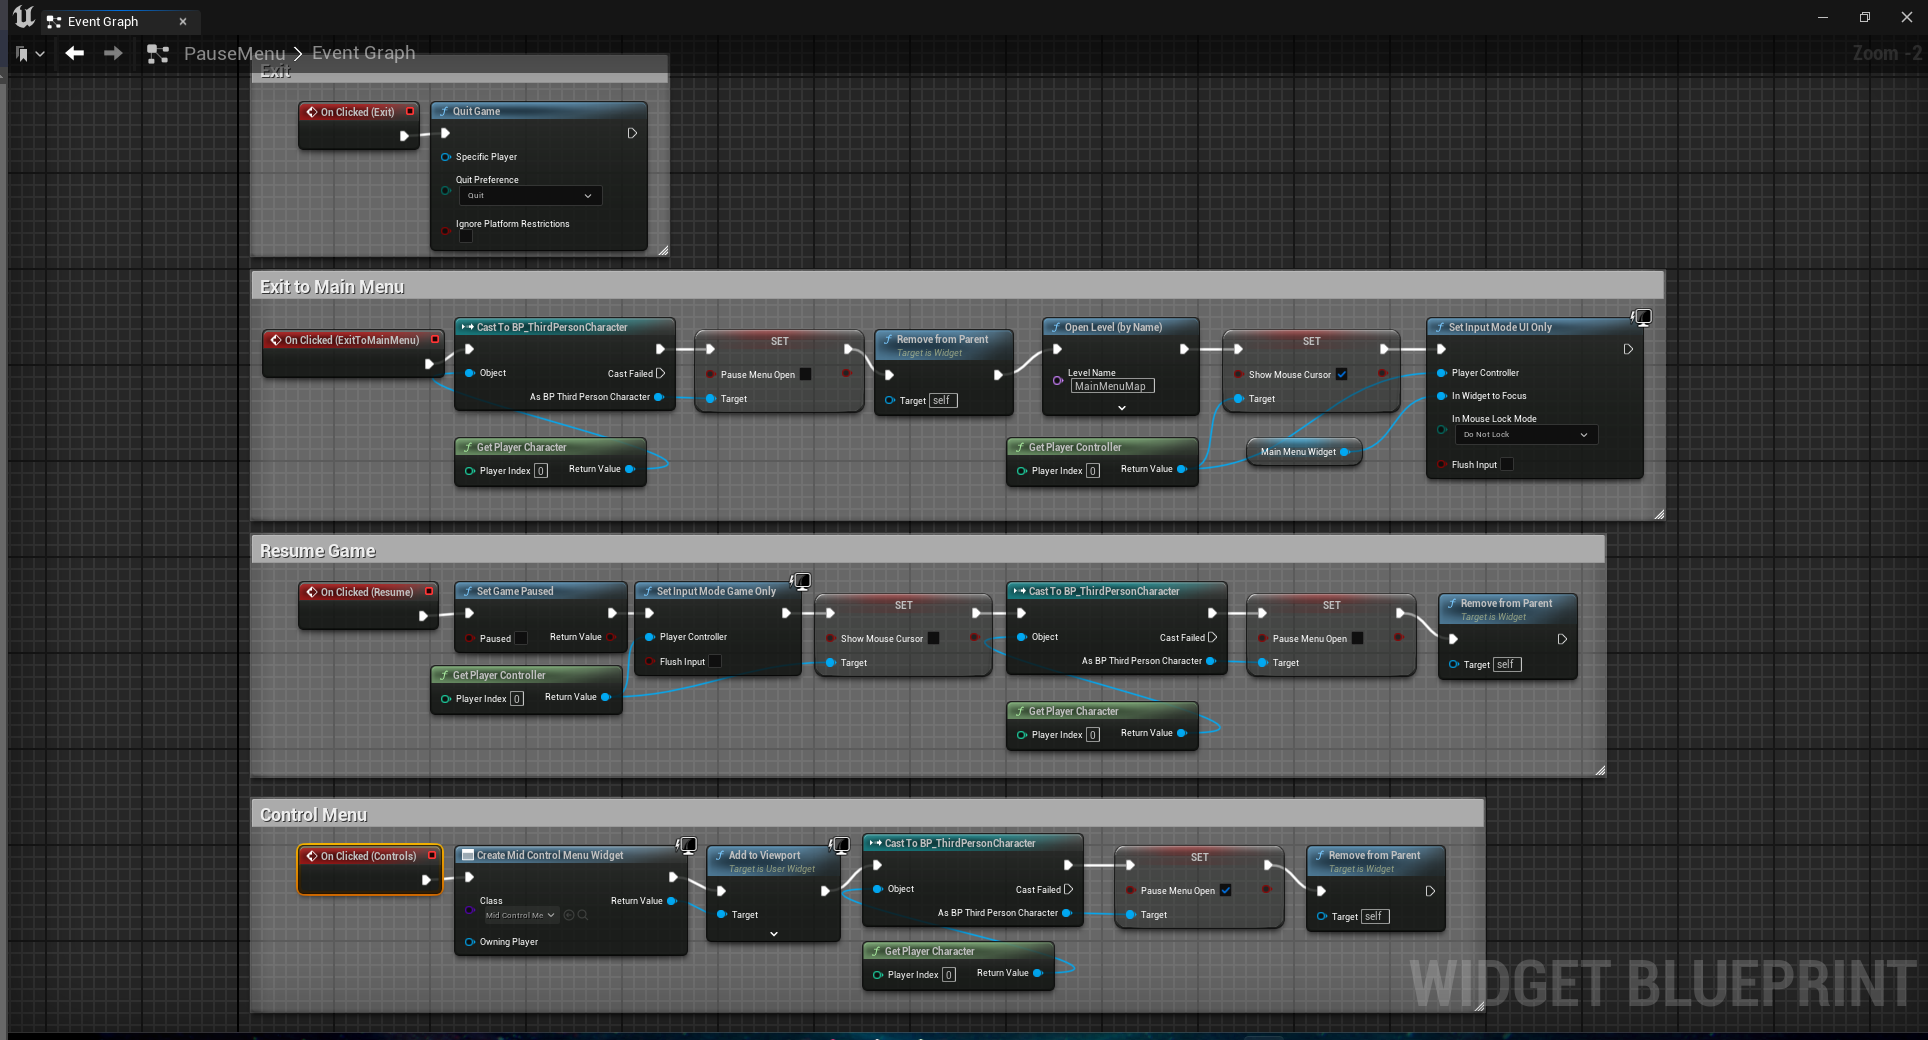 Event Graph
PauseMenu > Event Graph
Zoom -2
Exit
On Clicked (Exit)
Quit Game
Specific Player
Quit Preference
Quit
Ignore Platform Restrictions
Exit to Main Menu
On Clicked (ExitToMainMenu)
Cast To BP_ThirdPersonCharacter
Object
Cast Failed
As BP Third Person Character
Get Player Character
Player Index 0
Return Value
SET
Pause Menu Open
Target
Remove from Parent
Target is Widget
Target self
Open Level (by Name)
Level Name
MainMenuMap
Get Player Controller
Player Index 0
Return Value
SET
Show Mouse Cursor
Target
Main Menu Widget
Set Input Mode UI Only
Player Controller
In Widget to Focus
In Mouse Lock Mode
Do Not Lock
Flush Input
Resume Game
On Clicked (Resume)
Set Game Paused
Paused
Return Value
Get Player Controller
Player Index 0
Return Value
Set Input Mode Game Only
Player Controller
Flush Input
SET
Show Mouse Cursor
Target
Cast To BP_ThirdPersonCharacter
Object
Cast Failed
As BP Third Person Character
Get Player Character
Player Index 0
Return Value
SET
Pause Menu Open
Target
Remove from Parent
Target is Widget
Target self
Control Menu
On Clicked (Controls)
Create Mid Control Menu Widget
Class
Mid Control Me
Return Value
Owning Player
Add to Viewport
Target is User Widget
Target
Cast To BP_ThirdPersonCharacter
Object
Cast Failed
As BP Third Person Character
Get Player Character
Player Index 0
Return Value
SET
Pause Menu Open
Target
Remove from Parent
Target is Widget
Target self
WIDGET BLUEPRINT